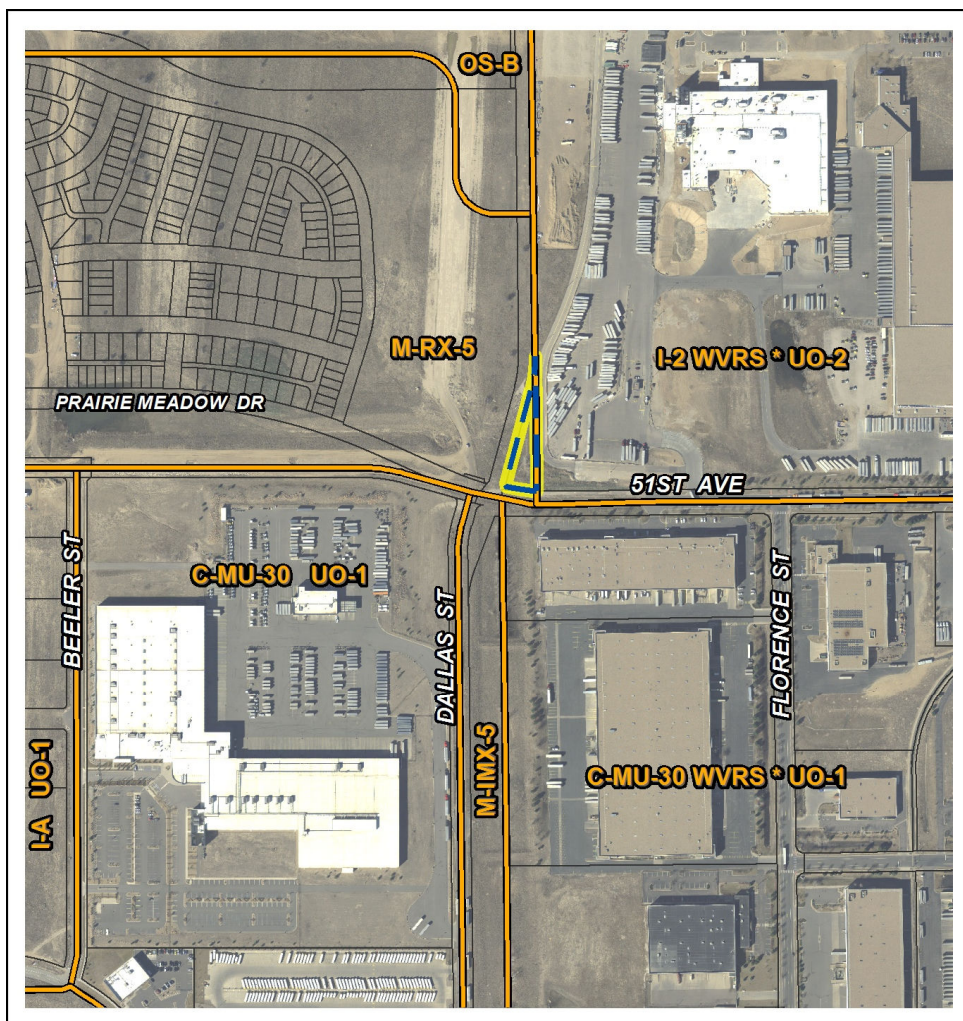 OS-B
M-RX-5
I-2 WVRS * UO-2
PRAIRIE MEADOW DR
51ST AVE
BEELER ST
C-MU-30 UO-1
DALLAS ST
FLORENCE ST
I-A UO-1
M-IMX-5
C-MU-30 WVRS * UO-1